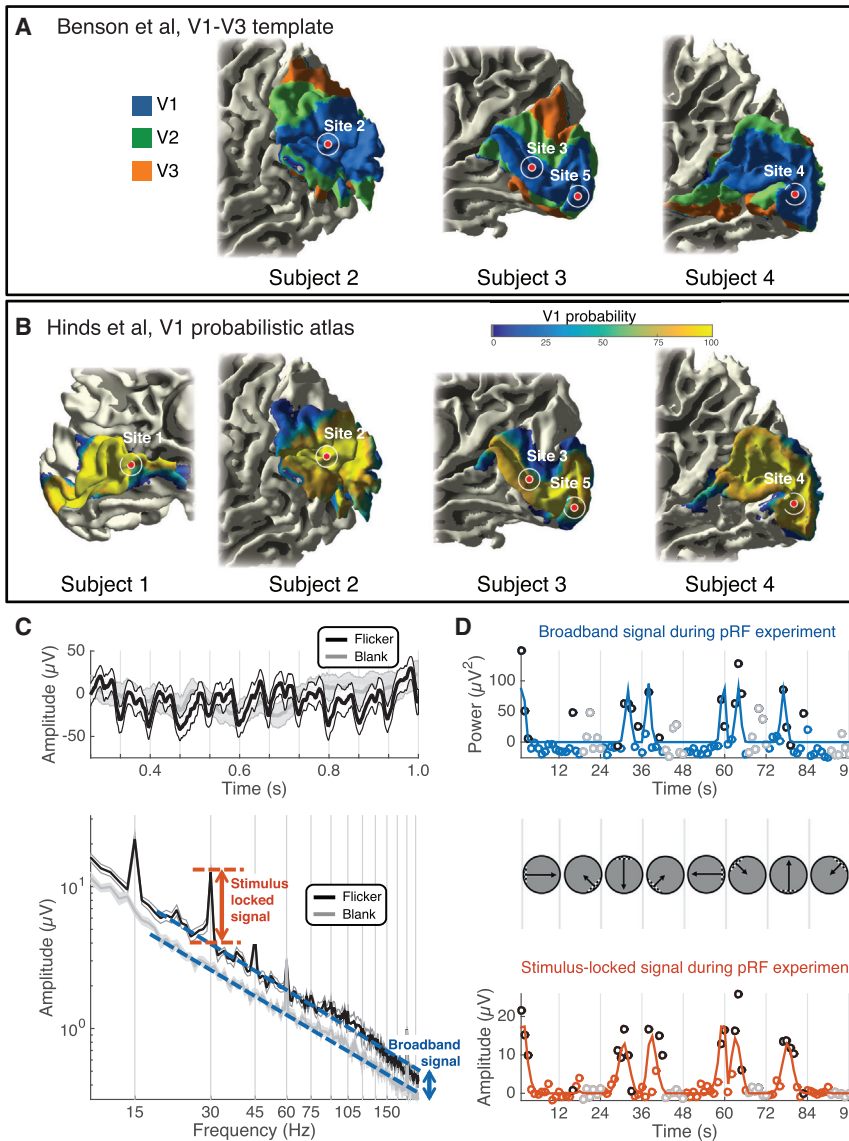 A Benson et al, V1-V3 template
V1
V2
V3
Site 2
Site 3
Site 5
Site 4
Subject 2
Subject 3
Subject 4
B Hinds et al, V1 probabilistic atlas
V1 probability
0 25 50 75 100
Site 1
Site 2
Site 3
Site 5
Site 4
Subject 1
Subject 2
Subject 3
Subject 4
C
Flicker
Blank
Amplitude (µV)
50
0
-50
0.4 0.6 0.8 1.0
Time (s)
Stimulus
locked
signal
Flicker
Blank
Amplitude (µV)
10¹
10⁰
Broadband
signal
15 30 45 60 75 105 150
Frequency (Hz)
D
Broadband signal during pRF experiment
Power (µV²)
100
50
0
12 24 36 48 60 72 84 96
Time (s)
Stimulus-locked signal during pRF experiment
Amplitude (µV)
20
10
0
12 24 36 48 60 72 84 96
Time (s)